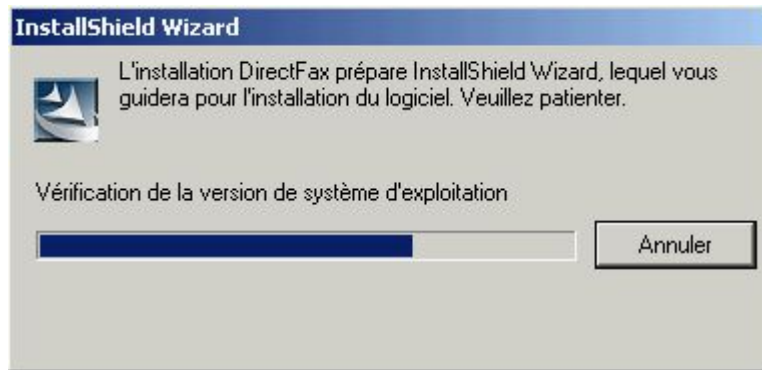 InstallShield Wizard
L'installation DirectFax prépare InstallShield Wizard, lequel vous
guidera pour l'installation du logiciel. Veuillez patienter.
Vérification de la version de système d'exploitation
Annuler